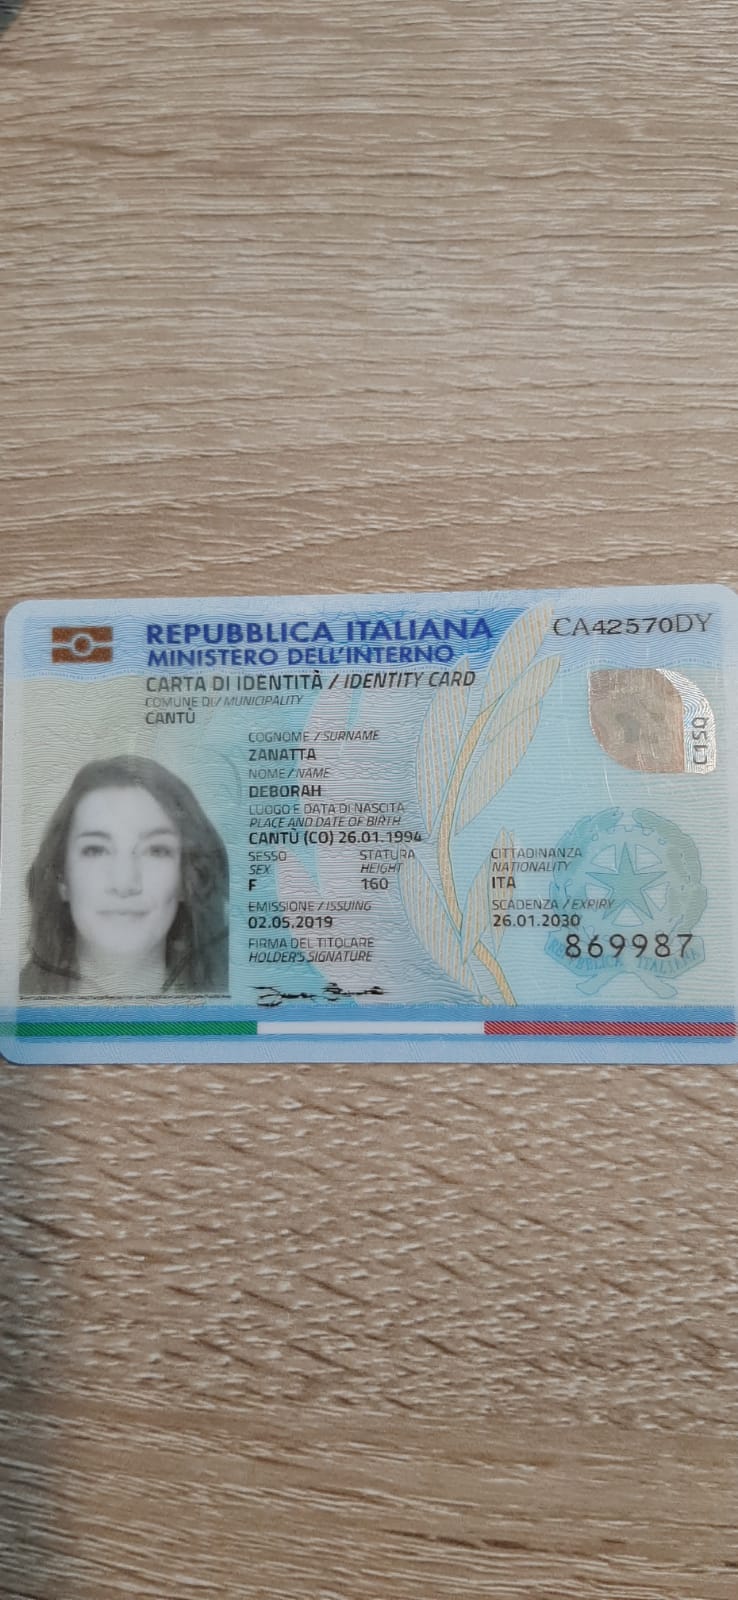 REPUBBLICA ITALIANA
CA42570DY
MINISTERO DELL'INTERNO
CARTA DI IDENTITÀ / IDENTITY CARD
COMUNE DI / MUNICIPALITY
CANTÙ
C1SQ
COGNOME / SURNAME
ZANATTA
NOME / NAME
DEBORAH
LUOGO E DATA DI NASCITA
PLACE AND DATE OF BIRTH
CANTÙ (CO) 26.01.1994
SESSO STATURA CITTADINANZA
SEX HEIGHT NATIONALITY
F 160 ITA
EMISSIONE / ISSUING SCADENZA / EXPIRY
02.05.2019 26.01.2030
FIRMA DEL TITOLARE
HOLDER'S SIGNATURE
869987
REPUBBLICA ITALIANA